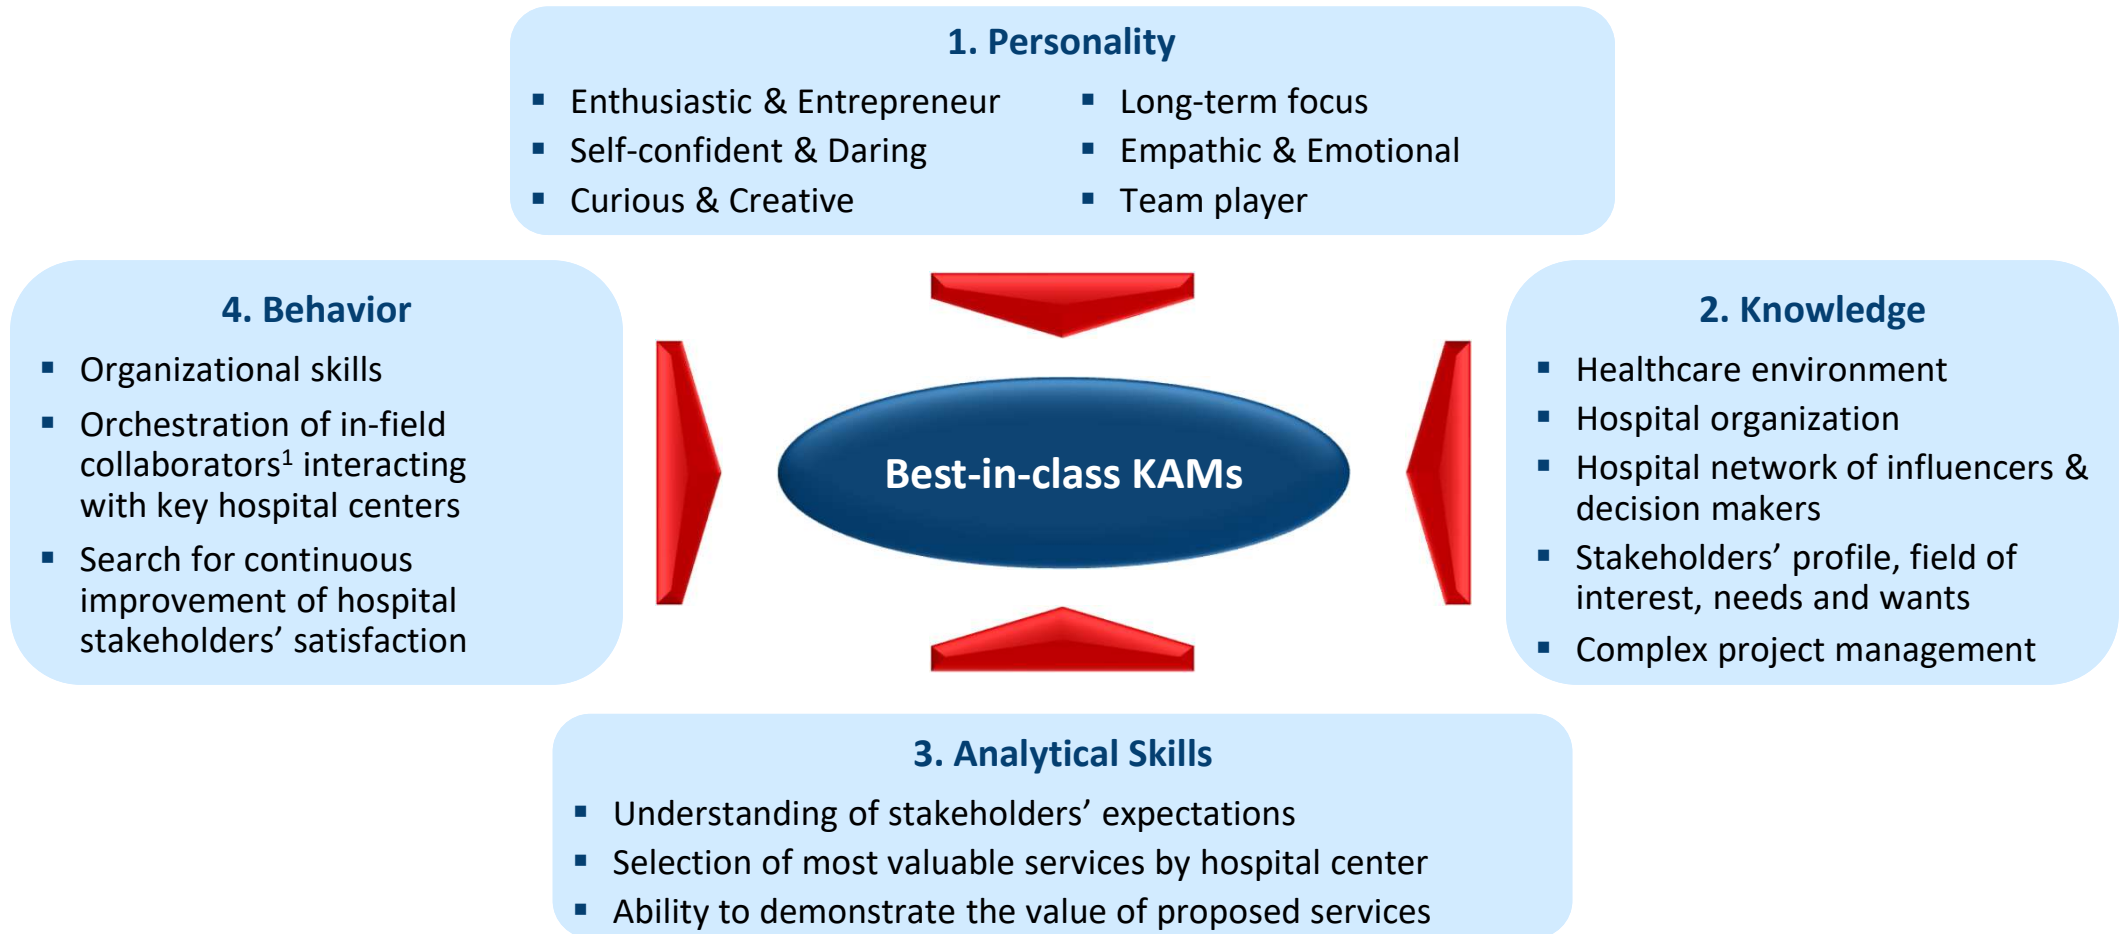 1. Personality
▪ Enthusiastic & Entrepreneur
▪ Self-confident & Daring
▪ Curious & Creative
▪ Long-term focus
▪ Empathic & Emotional
▪ Team player
4. Behavior
▪ Organizational skills
▪ Orchestration of in-field
collaborators¹ interacting
with key hospital centers
▪ Search for continuous
improvement of hospital
stakeholders’ satisfaction
Best-in-class KAMs
2. Knowledge
▪ Healthcare environment
▪ Hospital organization
▪ Hospital network of influencers &
decision makers
▪ Stakeholders’ profile, field of
interest, needs and wants
▪ Complex project management
3. Analytical Skills
▪ Understanding of stakeholders’ expectations
▪ Selection of most valuable services by hospital center
▪ Ability to demonstrate the value of proposed services